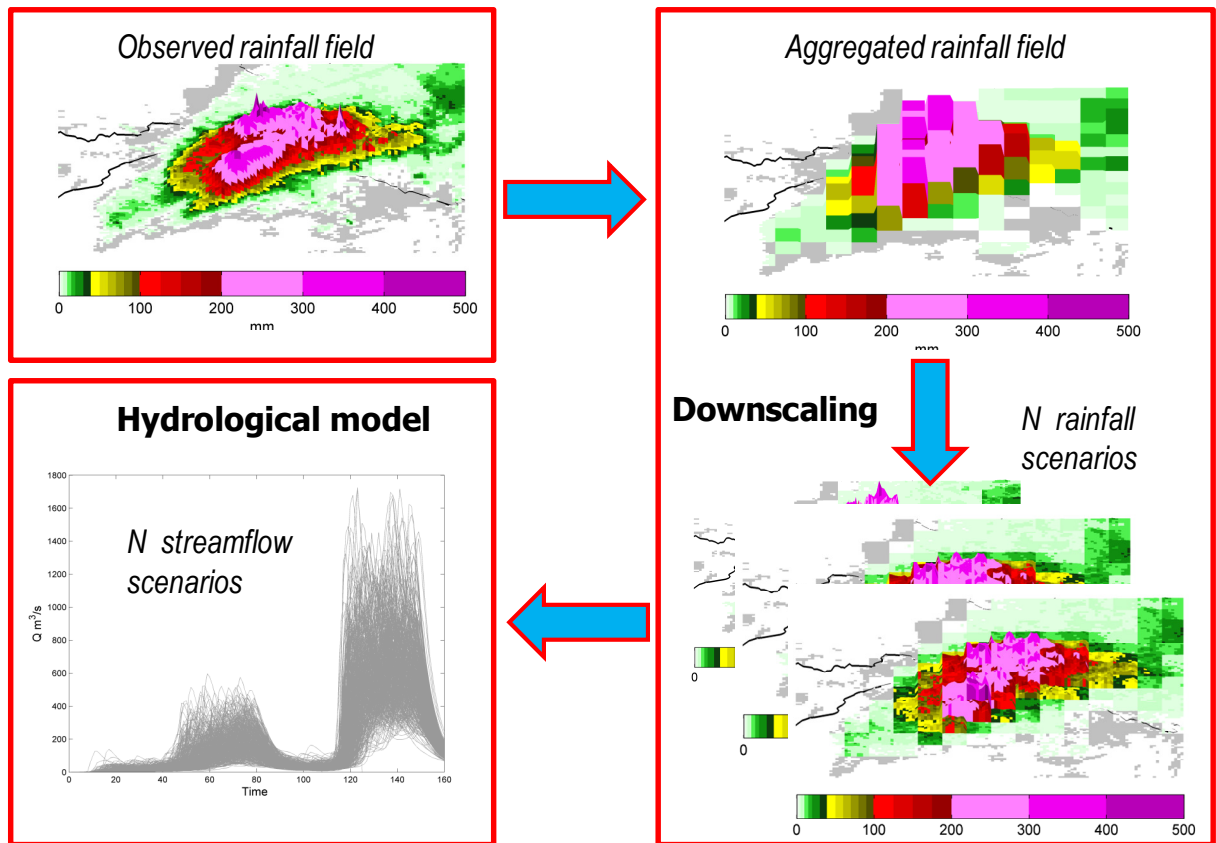 Observed rainfall field
0 100 200 300 400 500
mm
Aggregated rainfall field
0 100 200 300 400 500
Downscaling
N rainfall
scenarios
0
0
0 100 200 300 400 500
Hydrological model
N streamflow
scenarios
Q m³/s
1800
1600
1400
1200
1000
800
600
400
200
0
0 20 40 60 80 100 120 140 160
Time